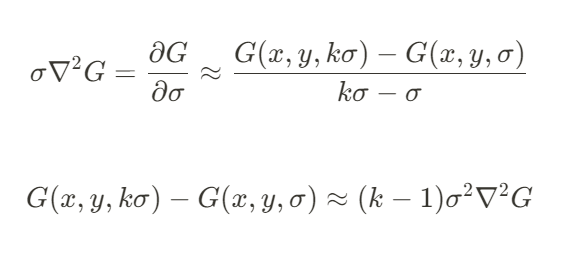 σ∇²G = ∂G/∂σ ≈ (G(x, y, kσ) − G(x, y, σ))/(kσ − σ)
G(x, y, kσ) − G(x, y, σ) ≈ (k − 1)σ²∇²G